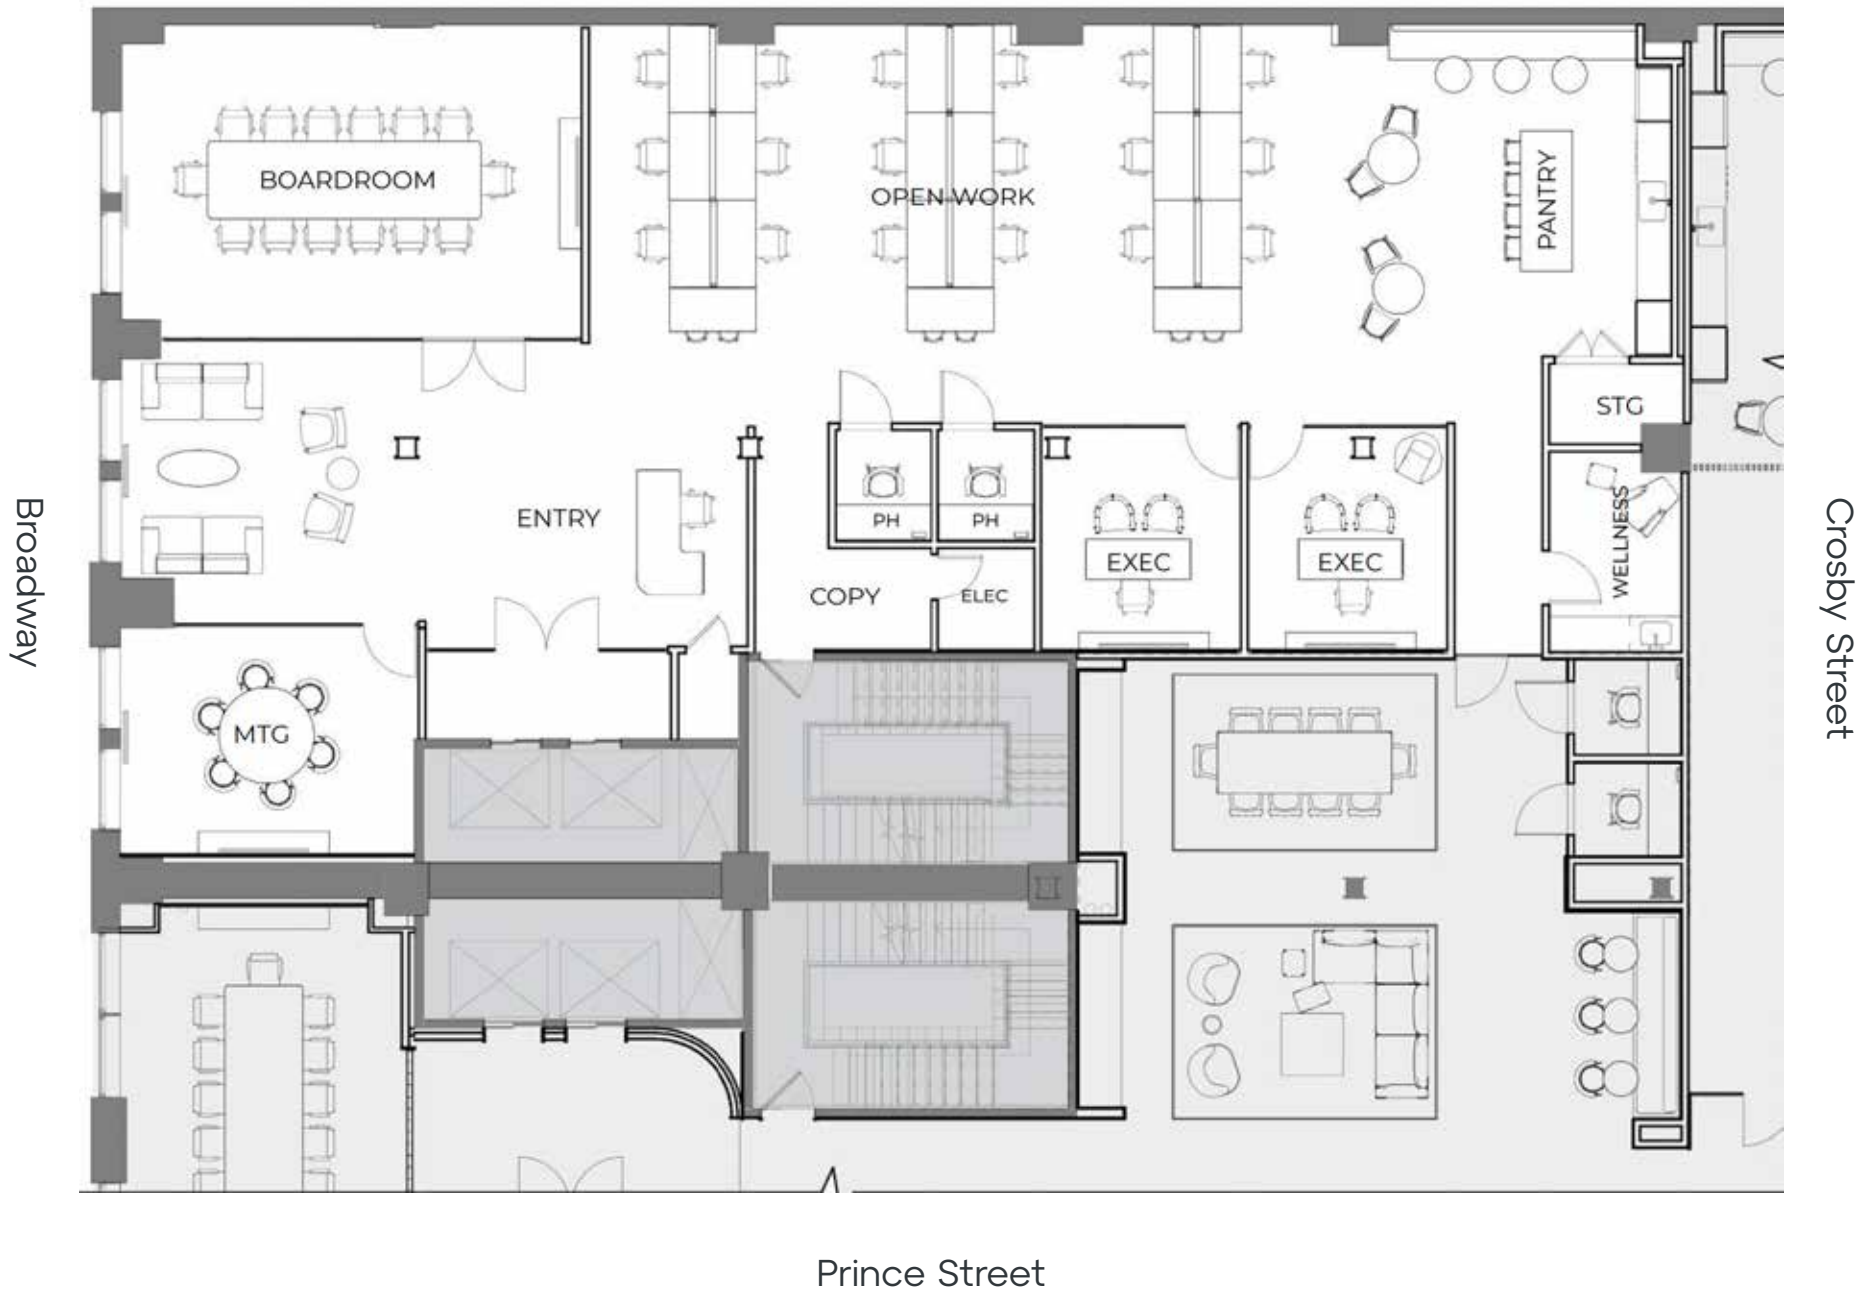 BOARDROOM
OPEN WORK
PANTRY
STG
Broadway
ENTRY
PH
PH
EXEC
EXEC
WELLNESS
Crosby Street
COPY
ELEC
MTG
Prince Street